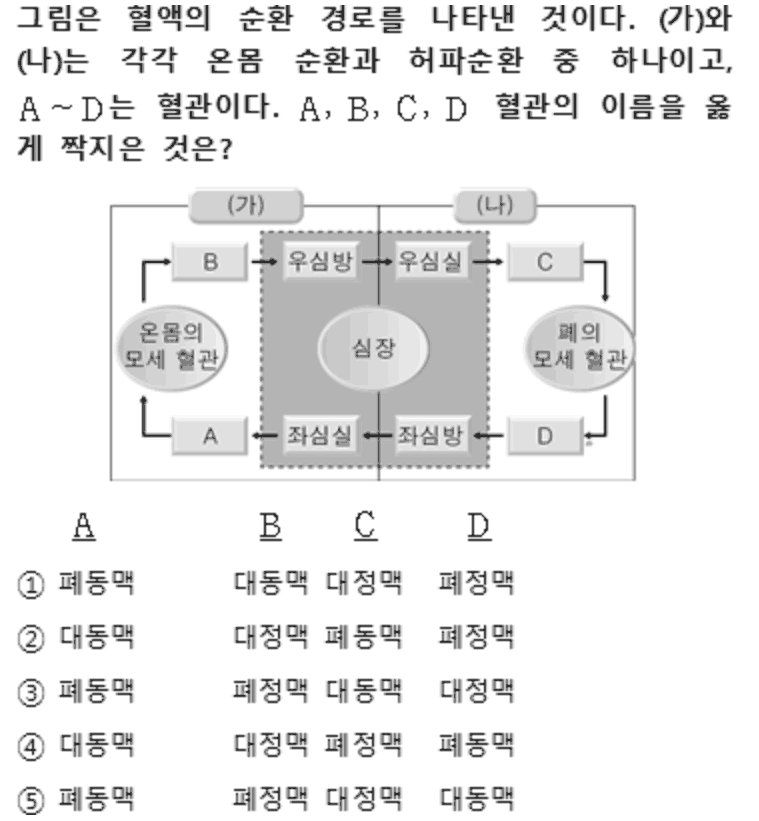 그림은 혈액의 순환 경로를 나타낸 것이다. (가)와
(나)는 각각 온몸 순환과 허파순환 중 하나이고,
A ~ D는 혈관이다. A, B, C, D 혈관의 이름을 옳
게 짝지은 것은?
(가) (나)
B 우심방 우심실 C
온몸의 모세 혈관 심장 폐의 모세 혈관
A 좌심실 좌심방 D
A B C D
① 폐동맥 대동맥 대정맥 폐정맥
② 대동맥 대정맥 폐동맥 폐정맥
③ 폐동맥 폐정맥 대동맥 대정맥
④ 대동맥 대정맥 폐정맥 폐동맥
⑤ 폐동맥 폐정맥 대정맥 대동맥